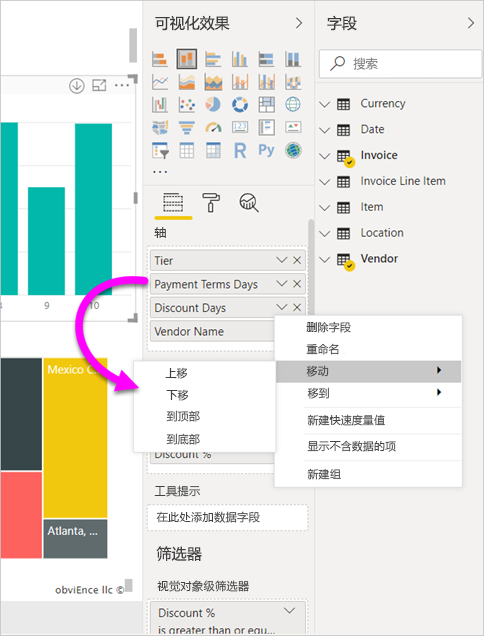 可视化效果
字段
搜索
R
Py
123
Currency
Date
Invoice
Invoice Line Item
Item
Location
Vendor
轴
Tier
Payment Terms Days
Discount Days
Vendor Name
9
10
删除字段
重命名
移动
移到
新建快速度量值
显示不含数据的项
新建组
上移
下移
到顶部
到底部
Mexico C...
Atlanta, ...
Discount %
工具提示
在此处添加数据字段
筛选器
视觉对象级筛选器
Discount %
is greater than or equ...
obviEnce llc ©